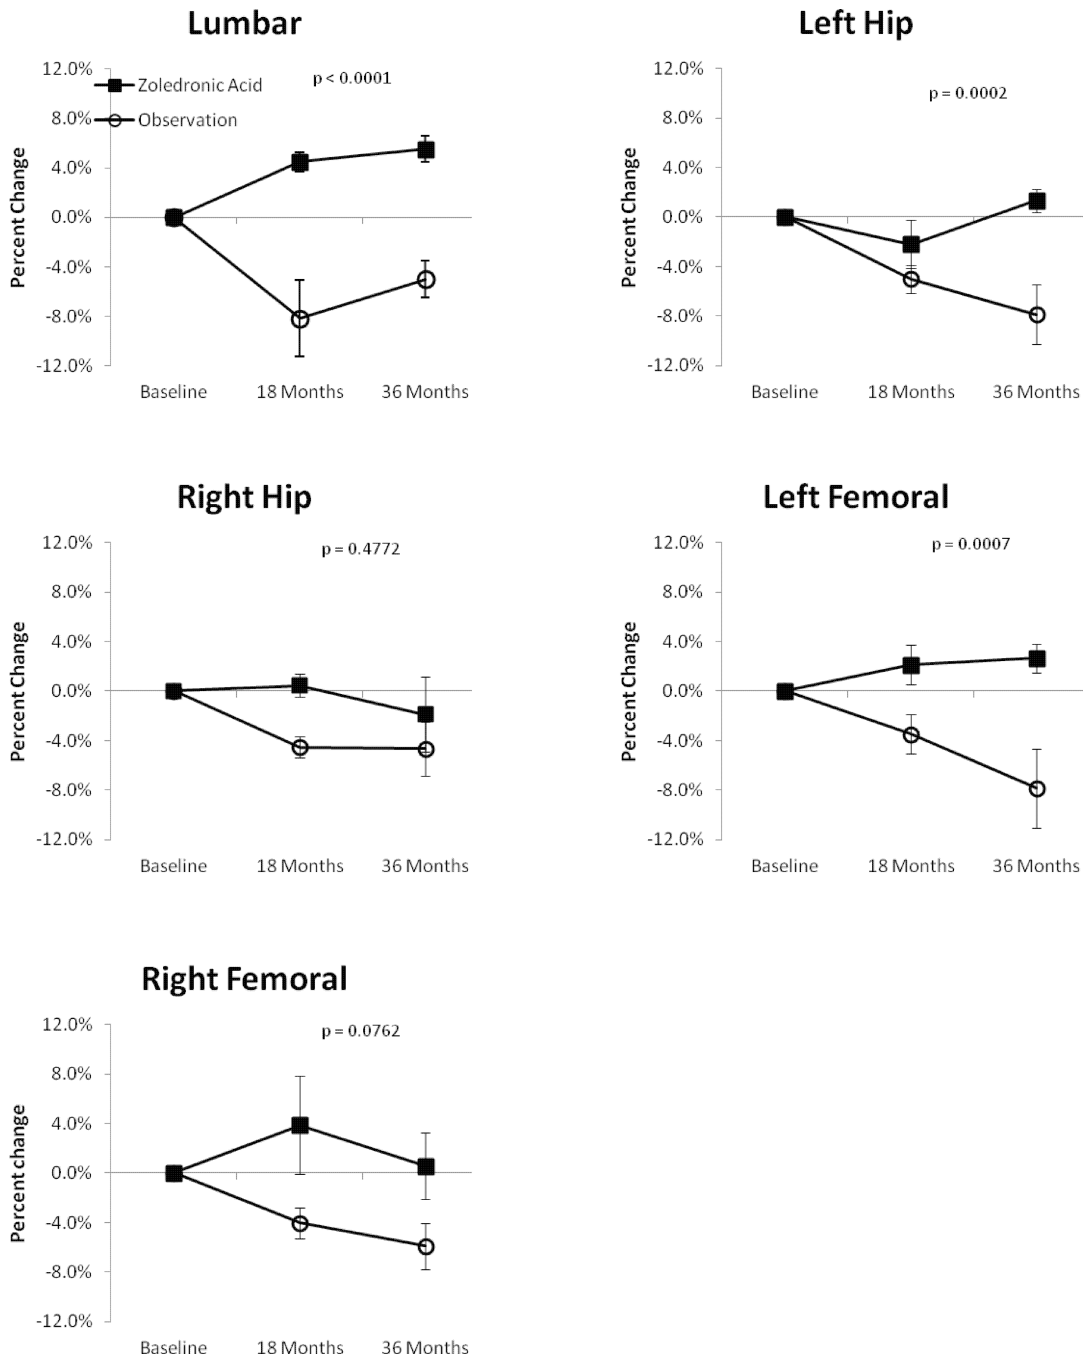 Lumbar
12.0%
8.0%
4.0%
0.0%
-4.0%
-8.0%
-12.0%
Percent Change
Zoledronic Acid
Observation
p < 0.0001
Baseline 18 Months 36 Months
Left Hip
12.0%
8.0%
4.0%
0.0%
-4.0%
-8.0%
-12.0%
Percent Change
p = 0.0002
Baseline 18 Months 36 Months
Right Hip
12.0%
8.0%
4.0%
0.0%
-4.0%
-8.0%
-12.0%
Percent Change
p = 0.4772
Baseline 18 Months 36 Months
Left Femoral
12.0%
8.0%
4.0%
0.0%
-4.0%
-8.0%
-12.0%
Percent Change
p = 0.0007
Baseline 18 Months 36 Months
Right Femoral
12.0%
8.0%
4.0%
0.0%
-4.0%
-8.0%
-12.0%
Percent change
p = 0.0762
Baseline 18 Months 36 Months